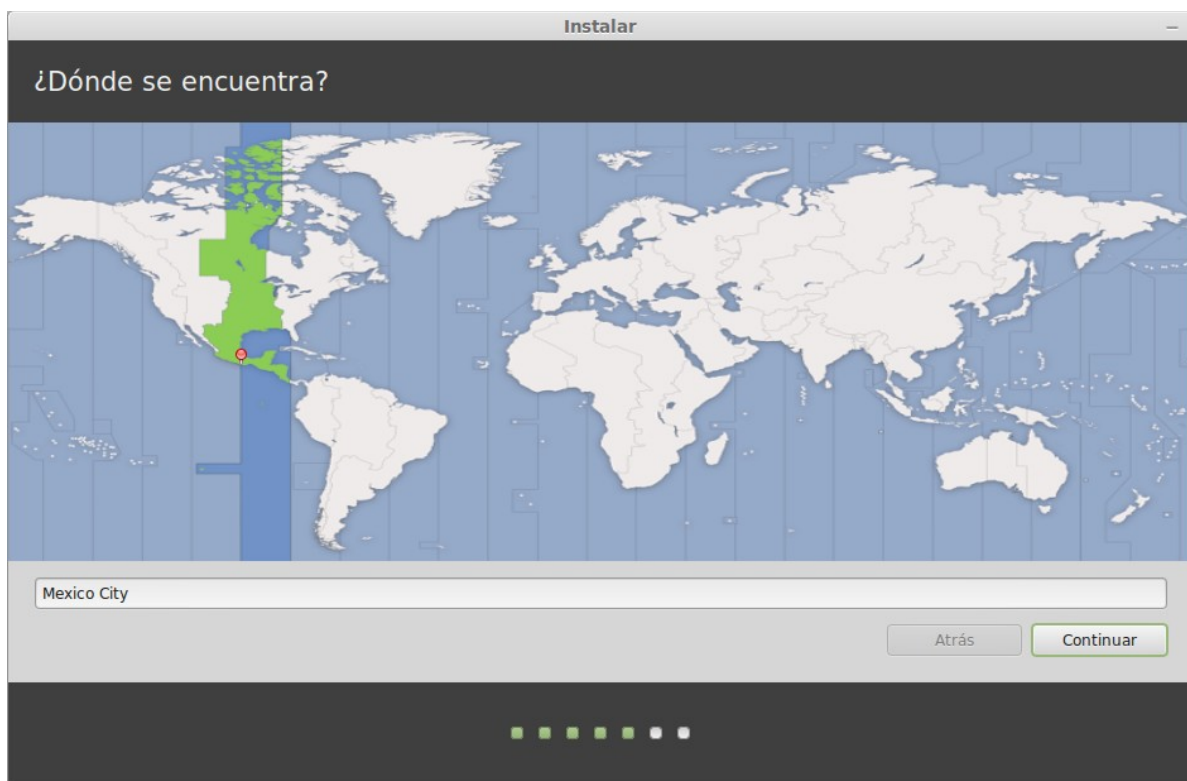 Instalar
¿Dónde se encuentra?
Mexico City
Atrás
Continuar